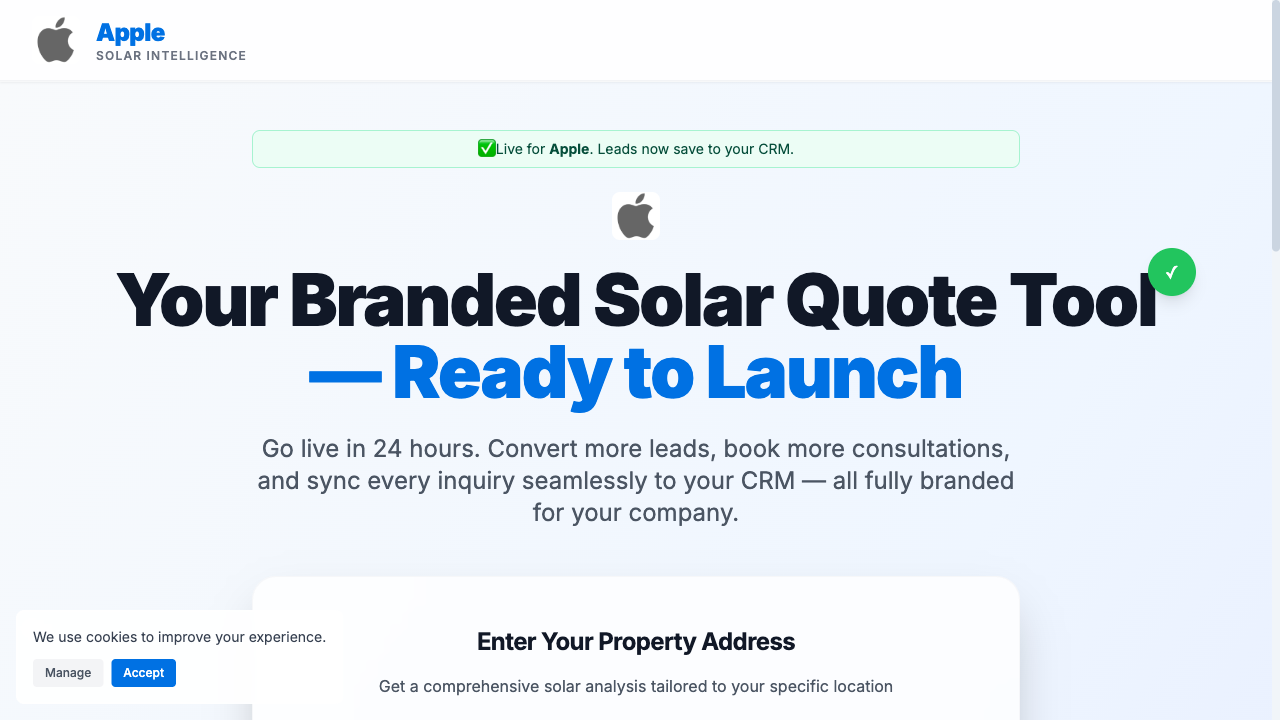 Apple
SOLAR INTELLIGENCE
✅Live for Apple. Leads now save to your CRM.
✓
Your Branded Solar Quote Tool
— Ready to Launch
Go live in 24 hours. Convert more leads, book more consultations,
and sync every inquiry seamlessly to your CRM — all fully branded
for your company.
Enter Your Property Address
Get a comprehensive solar analysis tailored to your specific location
We use cookies to improve your experience.
Manage Accept